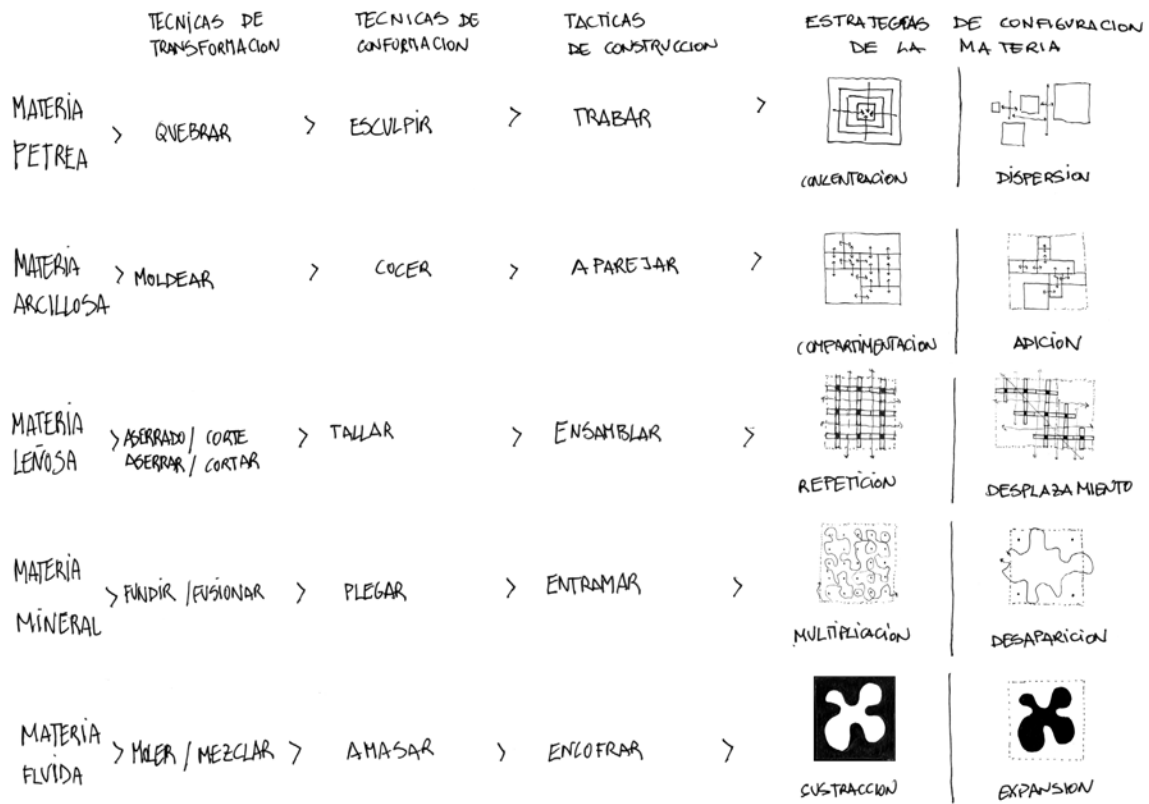 TECNICAS DE TRANSFORMACION
TECNICAS DE CONFORMACION
TACTICAS DE CONSTRUCCION
ESTRATEGIAS DE CONFIGURACION DE LA MATERIA
MATERIA PETREA > QUEBRAR > ESCULPIR > TRABAR >
CONCENTRACION | DISPERSION
MATERIA ARCILLOSA > MOLDEAR > COCER > APAREJAR >
COMPARTIMENTACION | ADICION
MATERIA LEÑOSA > ASERRADO / CORTE
ASERRAR / CORTAR > TALLAR > ENSAMBLAR >
REPETICION | DESPLAZAMIENTO
MATERIA MINERAL > FUNDIR / FUSIONAR > PLEGAR > ENTRAMAR >
MULTIPLICACION | DESAPARICION
MATERIA FLUIDA > MOLER / MEZCLAR > AMASAR > ENCOFRAR >
SUSTRACCION | EXPANSION